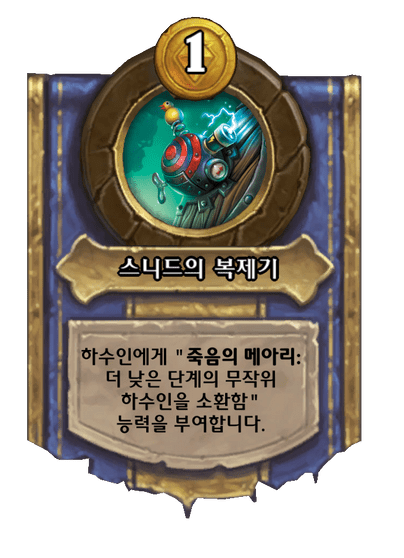 1
스니드의 복제기
하수인에게 "죽음의 메아리:
더 낮은 단계의 무작위
하수인을 소환함"
능력을 부여합니다.